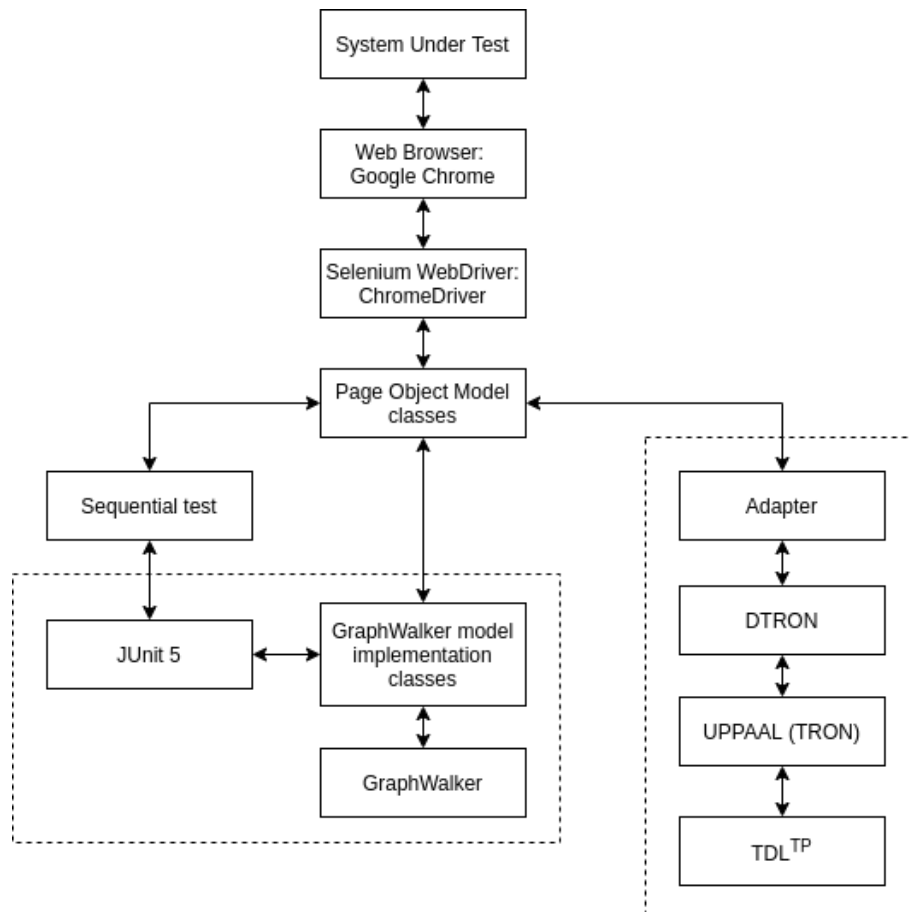 System Under Test
Web Browser:
Google Chrome
Selenium WebDriver:
ChromeDriver
Page Object Model
classes
Sequential test
Adapter
JUnit 5
GraphWalker model
implementation
classes
DTRON
UPPAAL (TRON)
GraphWalker
TDL^TP